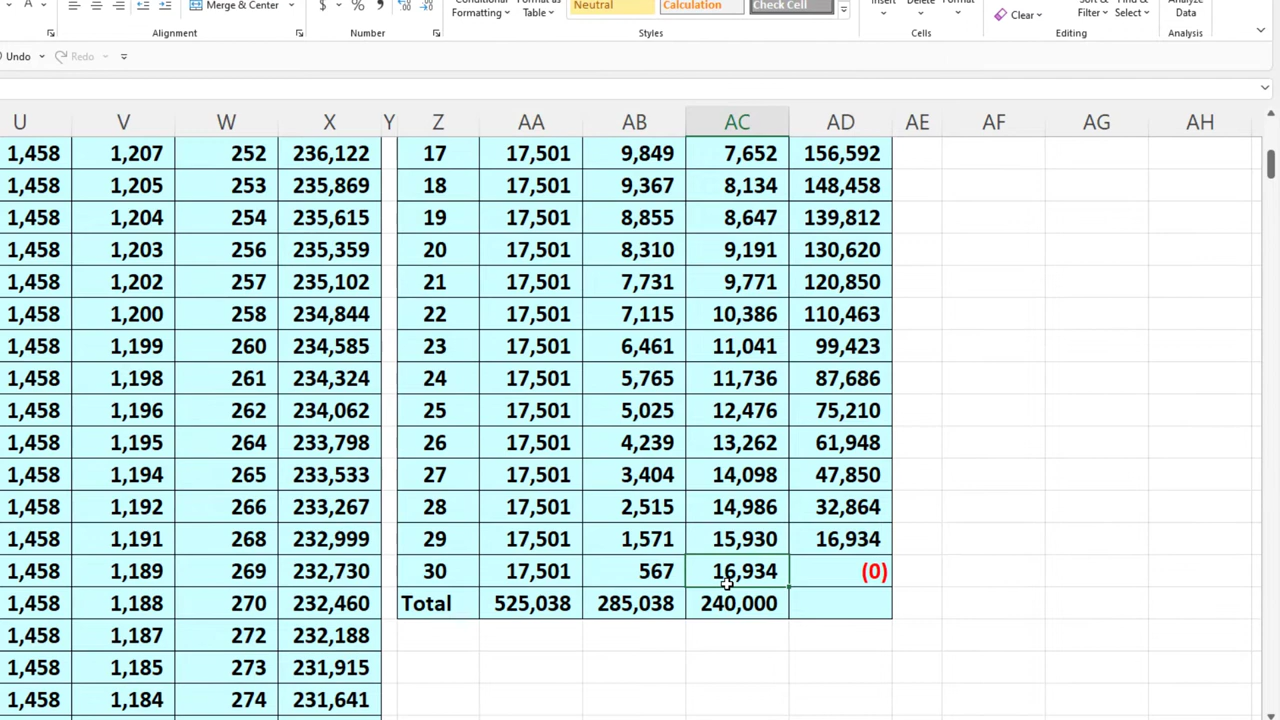 A
Merge & Center
$
%
,
Conditional Formatting
Format as Table
Neutral
Calculation
Check Cell
Insert
Delete
Format
Clear
Sort & Filter
Find & Select
Analyze Data
Alignment
Number
Styles
Cells
Editing
Analysis
Undo
Redo
U V W X Y Z AA AB AC AD AE AF AG AH
1,458 1,207 252 236,122 17 17,501 9,849 7,652 156,592
1,458 1,205 253 235,869 18 17,501 9,367 8,134 148,458
1,458 1,204 254 235,615 19 17,501 8,855 8,647 139,812
1,458 1,203 256 235,359 20 17,501 8,310 9,191 130,620
1,458 1,202 257 235,102 21 17,501 7,731 9,771 120,850
1,458 1,200 258 234,844 22 17,501 7,115 10,386 110,463
1,458 1,199 260 234,585 23 17,501 6,461 11,041 99,423
1,458 1,198 261 234,324 24 17,501 5,765 11,736 87,686
1,458 1,196 262 234,062 25 17,501 5,025 12,476 75,210
1,458 1,195 264 233,798 26 17,501 4,239 13,262 61,948
1,458 1,194 265 233,533 27 17,501 3,404 14,098 47,850
1,458 1,192 266 233,267 28 17,501 2,515 14,986 32,864
1,458 1,191 268 232,999 29 17,501 1,571 15,930 16,934
1,458 1,189 269 232,730 30 17,501 567 16,934 (0)
1,458 1,188 270 232,460 Total 525,038 285,038 240,000
1,458 1,187 272 232,188
1,458 1,185 273 231,915
1,458 1,184 274 231,641